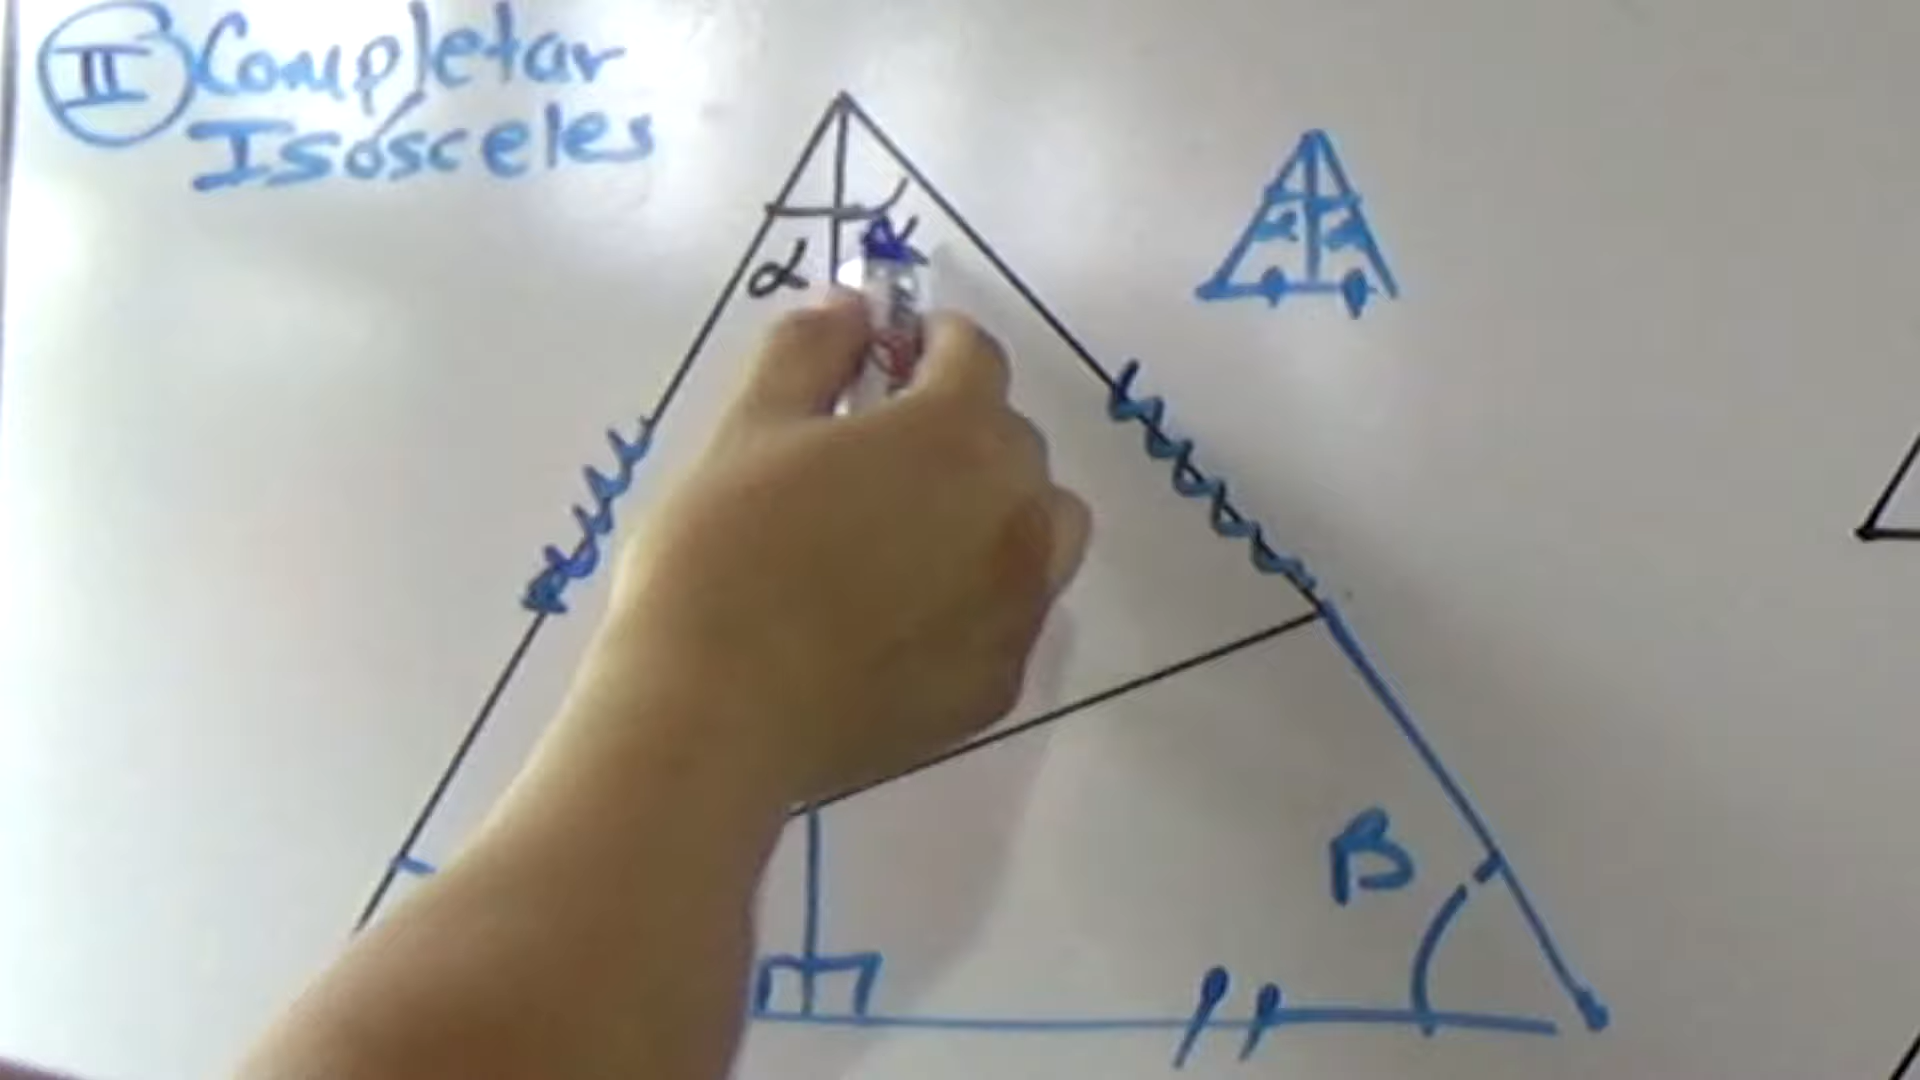 II Completar
Isósceles
α
α
B